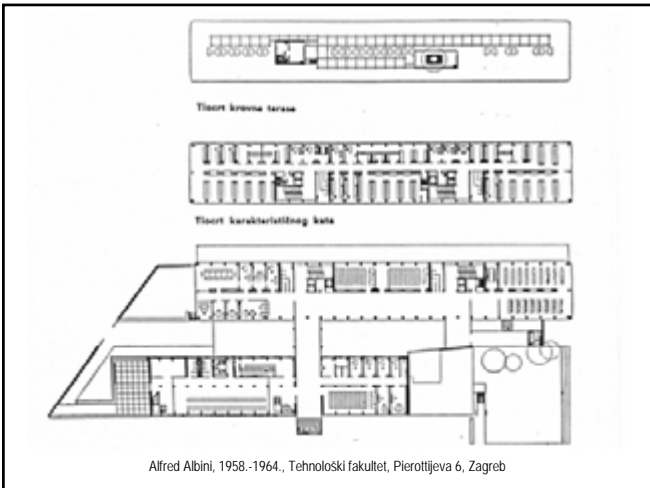 Tlocrt krovne terase
Tlocrt karakterističnog kata
Alfred Albini, 1958.-1964., Tehnološki fakultet, Pierottijeva 6, Zagreb